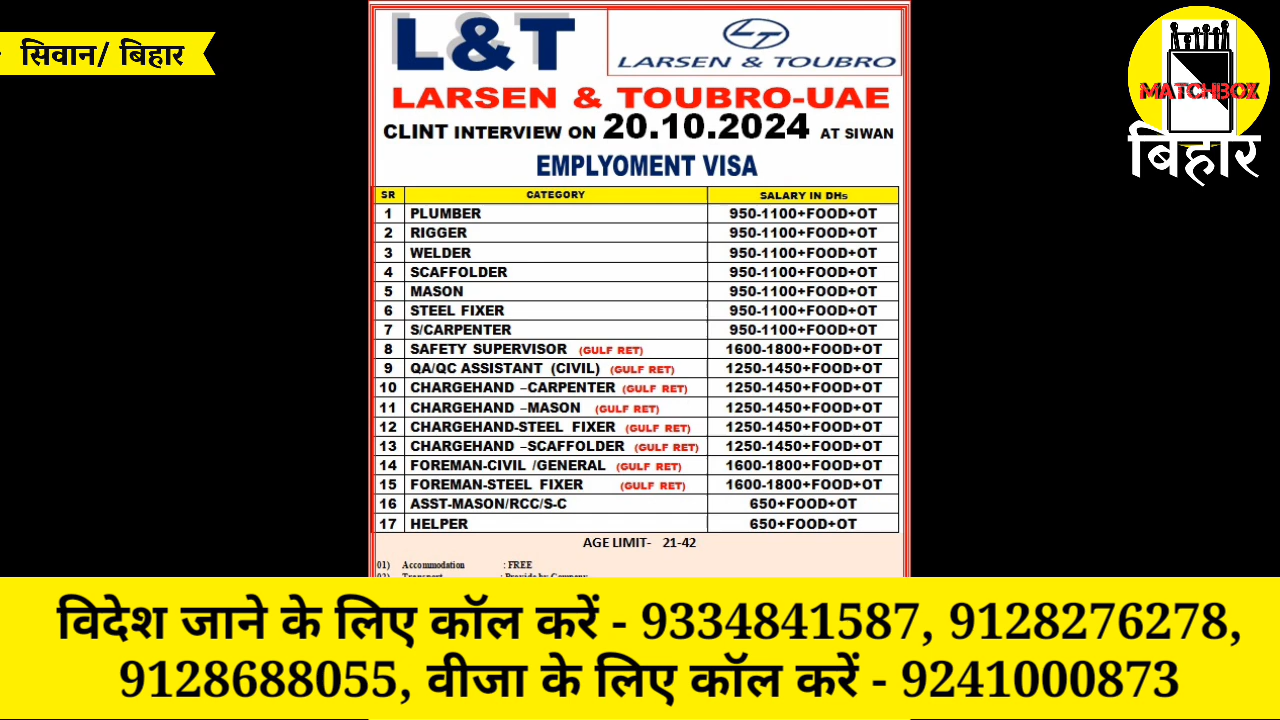 सिवान/ बिहार
L&T
LT
LARSEN & TOUBRO
MATCHBOX
बिहार
LARSEN & TOUBRO-UAE
CLINT INTERVIEW ON 20.10.2024 AT SIWAN
EMPLYOMENT VISA
SR CATEGORY SALARY IN DHs
1 PLUMBER 950-1100+FOOD+OT
2 RIGGER 950-1100+FOOD+OT
3 WELDER 950-1100+FOOD+OT
4 SCAFFOLDER 950-1100+FOOD+OT
5 MASON 950-1100+FOOD+OT
6 STEEL FIXER 950-1100+FOOD+OT
7 S/CARPENTER 950-1100+FOOD+OT
8 SAFETY SUPERVISOR (GULF RET) 1600-1800+FOOD+OT
9 QA/QC ASSISTANT (CIVIL) (GULF RET) 1250-1450+FOOD+OT
10 CHARGEHAND –CARPENTER (GULF RET) 1250-1450+FOOD+OT
11 CHARGEHAND –MASON (GULF RET) 1250-1450+FOOD+OT
12 CHARGEHAND-STEEL FIXER (GULF RET) 1250-1450+FOOD+OT
13 CHARGEHAND –SCAFFOLDER (GULF RET) 1250-1450+FOOD+OT
14 FOREMAN-CIVIL /GENERAL (GULF RET) 1600-1800+FOOD+OT
15 FOREMAN-STEEL FIXER (GULF RET) 1600-1800+FOOD+OT
16 ASST-MASON/RCC/S-C 650+FOOD+OT
17 HELPER 650+FOOD+OT
AGE LIMIT- 21-42
01) Accommodation : FREE
विदेश जाने के लिए कॉल करें - 9334841587, 9128276278,
9128688055, वीजा के लिए कॉल करें - 9241000873